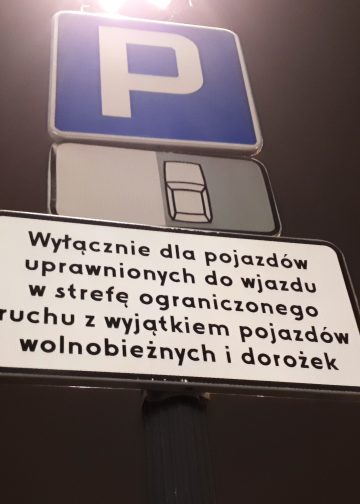 P
Wyłącznie dla pojazdów
uprawnionych do wjazdu
w strefę ograniczonego
ruchu z wyjątkiem pojazdów
wolnobieżnych i dorożek